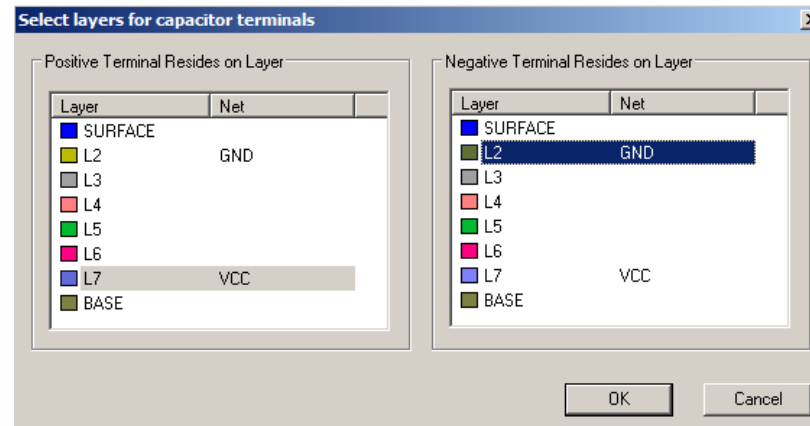 Select layers for capacitor terminals
Positive Terminal Resides on Layer
Layer Net
SURFACE
L2 GND
L3
L4
L5
L6
L7 VCC
BASE
Negative Terminal Resides on Layer
Layer Net
SURFACE
L2 GND
L3
L4
L5
L6
L7 VCC
BASE
OK Cancel